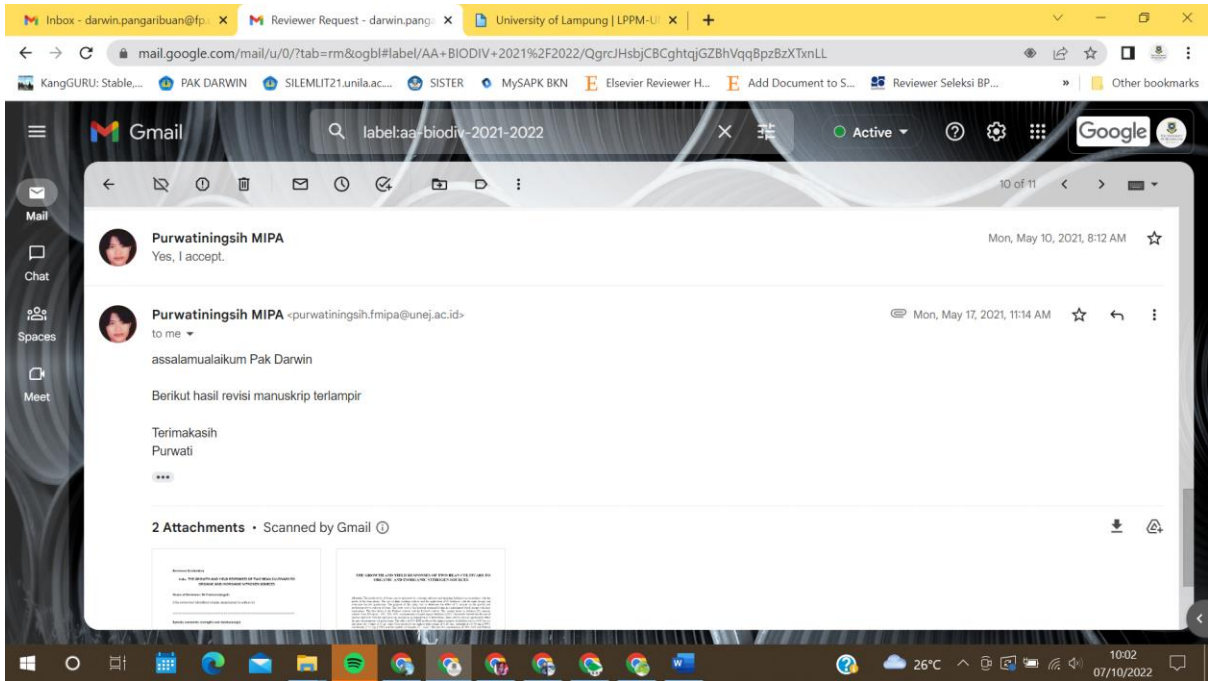 Inbox - darwin.pangaribuan@fp.
Reviewer Request - darwin.panga
University of Lampung | LPPM-U
mail.google.com/mail/u/0/?tab=rm&ogbl#label/AA+BIODIV+2021%2F2022/QgrcJHsbjCBCghtqjGZBhVqqBpzBzXTxnLL
KangGURU: Stable,...
PAK DARWIN
SILEMLIT21.unila.ac....
SISTER
MySAPK BKN
Elsevier Reviewer H...
Add Document to S...
Reviewer Seleksi BP...
»
Other bookmarks
Gmail
label:aa-biodiv-2021-2022
Active
Google
10 of 11
Mail
Chat
Spaces
Meet
Purwatiningsih MIPA
Mon, May 10, 2021, 8:12 AM
Yes, I accept.
Purwatiningsih MIPA <purwatiningsih.fmipa@unej.ac.id>
Mon, May 17, 2021, 11:14 AM
to me
assalamualaikum Pak Darwin
Berikut hasil revisi manuskrip terlampir
Terimakasih
Purwati
2 Attachments • Scanned by Gmail
THE GROWTH AND YIELD RESPONSES OF TWO BEAN CULTIVARS TO
ORGANIC AND INORGANIC NITROGEN SOURCES
26°C
10:02
07/10/2022